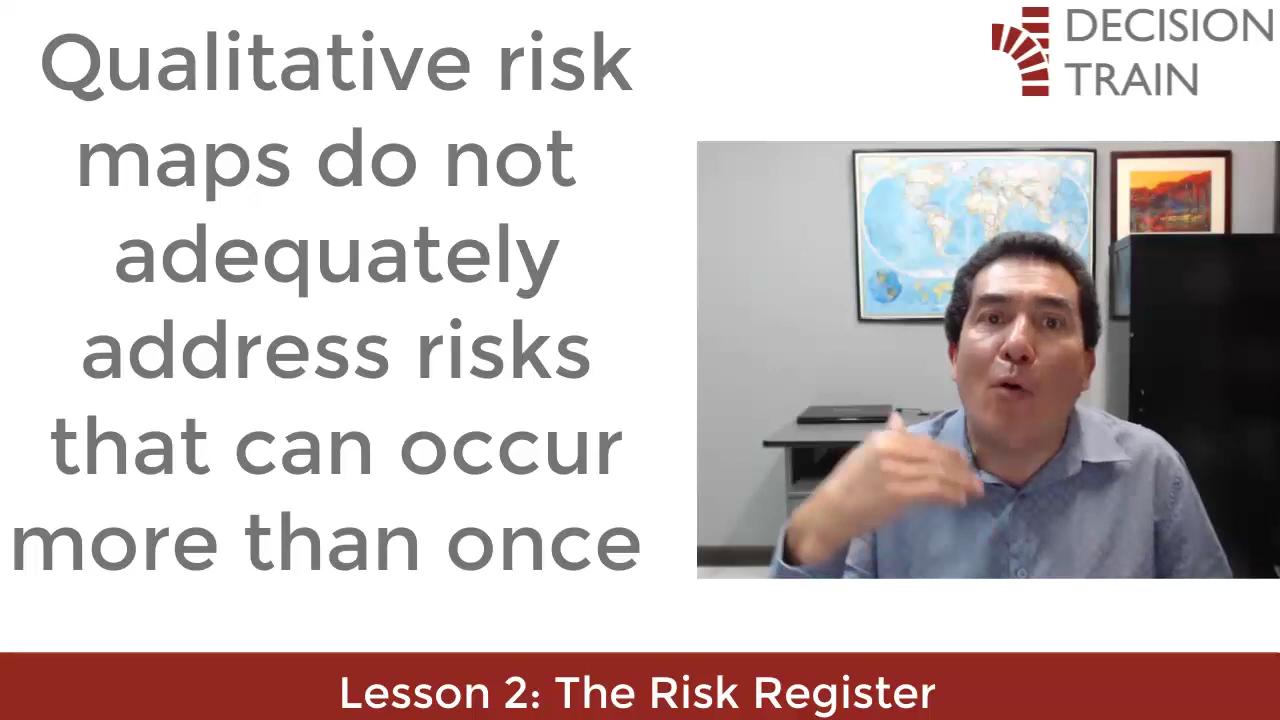 Qualitative risk
maps do not
adequately
address risks
that can occur
more than once
DECISION
TRAIN
Lesson 2: The Risk Register